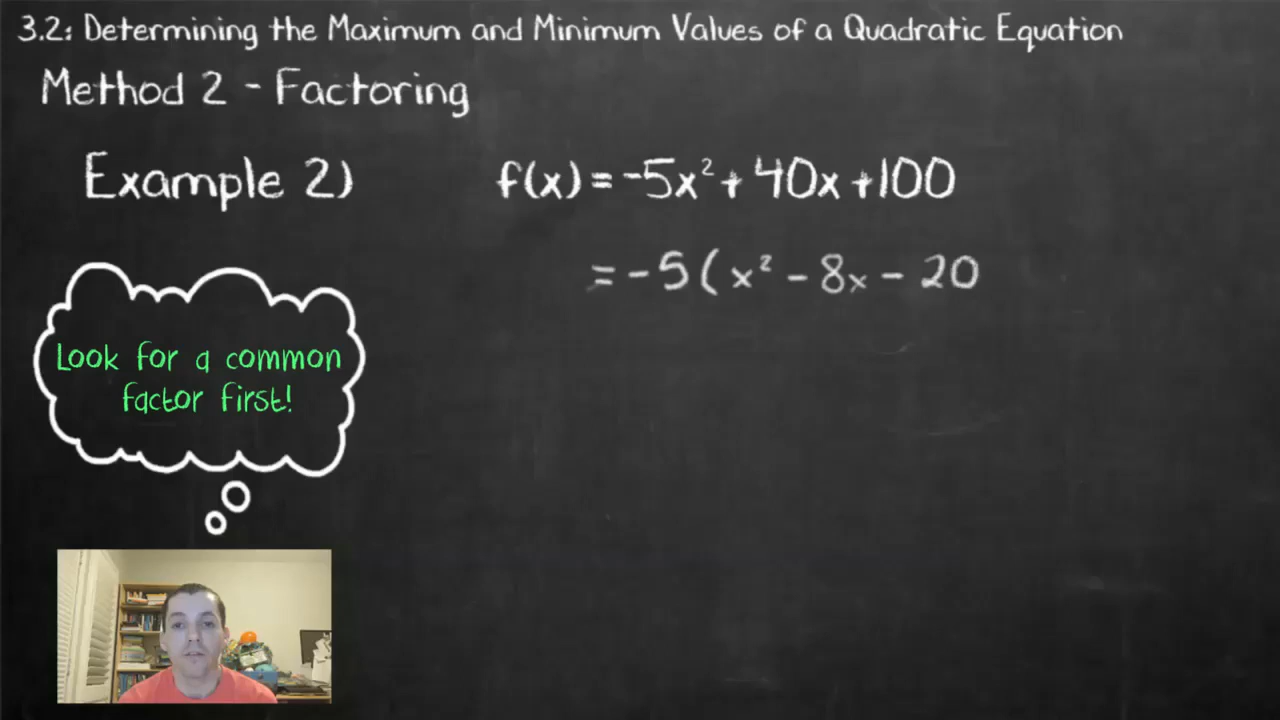 3.2: Determining the Maximum and Minimum Values of a Quadratic Equation
Method 2 - Factoring
Example 2)
f(x) = -5x² + 40x + 100
= -5(x² - 8x - 20
Look for a common
factor first!